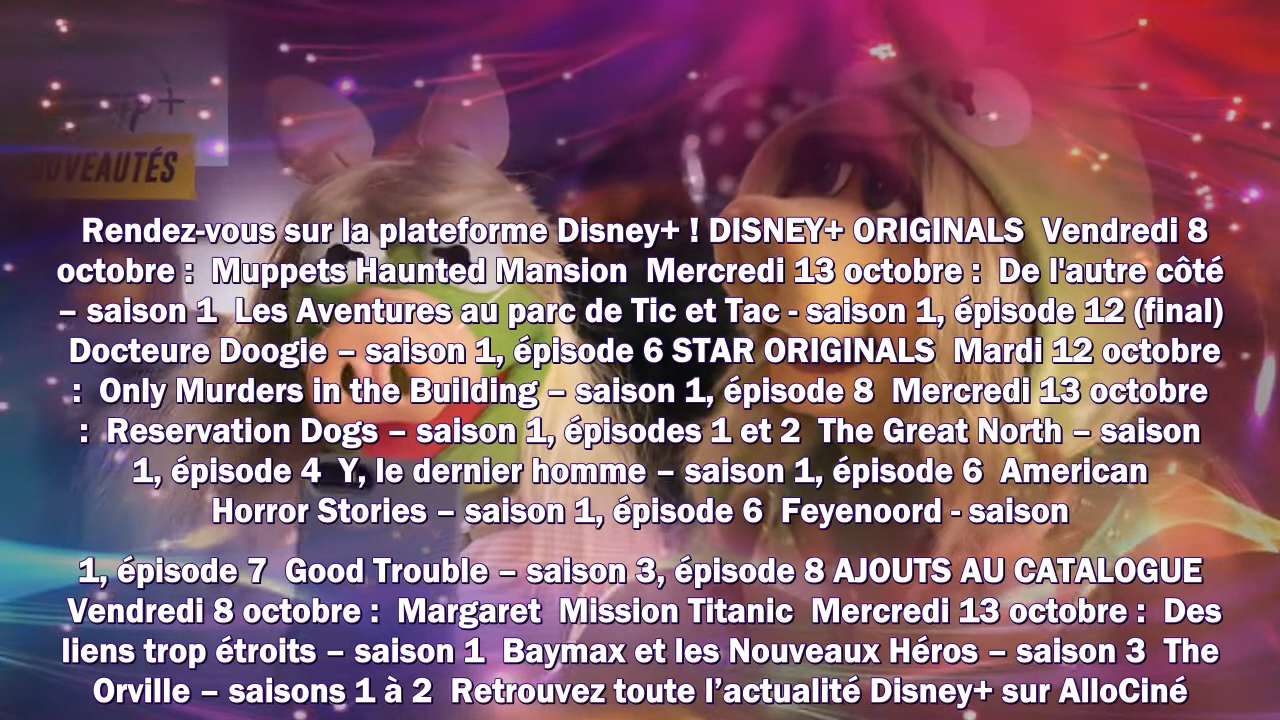 NOUVEAUTÉS
Rendez-vous sur la plateforme Disney+ ! DISNEY+ ORIGINALS Vendredi 8
octobre : Muppets Haunted Mansion Mercredi 13 octobre : De l'autre côté
– saison 1 Les Aventures au parc de Tic et Tac - saison 1, épisode 12 (final)
Docteure Doogie – saison 1, épisode 6 STAR ORIGINALS Mardi 12 octobre
: Only Murders in the Building – saison 1, épisode 8 Mercredi 13 octobre
: Reservation Dogs – saison 1, épisodes 1 et 2 The Great North – saison
1, épisode 4 Y, le dernier homme – saison 1, épisode 6 American
Horror Stories – saison 1, épisode 6 Feyenoord - saison
1, épisode 7 Good Trouble – saison 3, épisode 8 AJOUTS AU CATALOGUE
Vendredi 8 octobre : Margaret Mission Titanic Mercredi 13 octobre : Des
liens trop étroits – saison 1 Baymax et les Nouveaux Héros – saison 3 The
Orville – saisons 1 à 2 Retrouvez toute l’actualité Disney+ sur AlloCiné